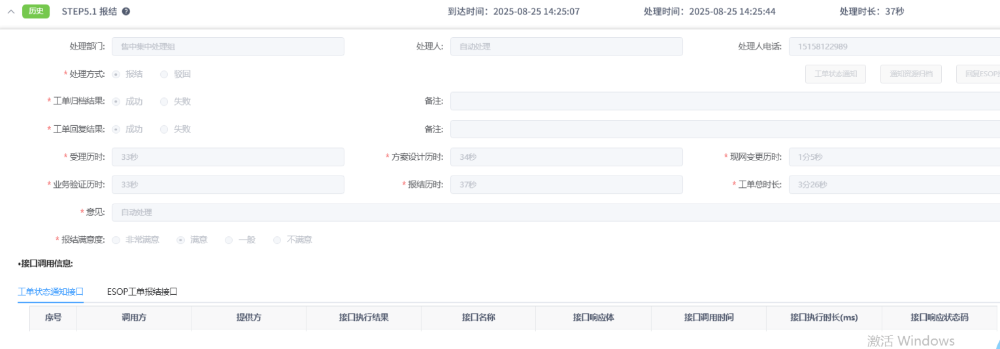 历史 STEP5.1 报结 ? 到达时间：2025-08-25 14:25:07 处理时间：2025-08-25 14:25:44 处理时长：37秒
处理部门: 售中集中处理组 处理人: 自动处理 处理人电话: 15158122989
* 处理方式: 报结 驳回 工单状态通知 通知资源归档 回复ESOP
* 工单归档结果: 成功 失败 备注:
* 工单回复结果: 成功 失败 备注:
* 受理历时: 33秒 * 方案设计历时: 34秒 * 现网变更历时: 1分5秒
* 业务验证历时: 33秒 * 报结历时: 37秒 * 工单总时长: 3分26秒
* 意见: 自动处理
* 报结满意度: 非常满意 满意 一般 不满意
•接口调用信息:
工单状态通知接口 ESOP工单报结接口
序号 调用方 提供方 接口执行结果 接口名称 接口响应体 接口调用时间 接口执行时长(ms) 接口响应状态码
激活 Windows